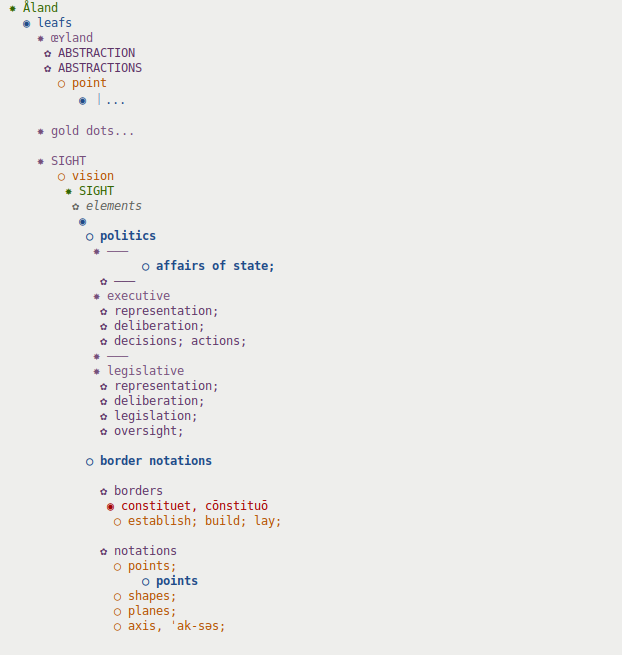 ✸ Åland
◉ leafs
✸ œʏland
✿ ABSTRACTION
✿ ABSTRACTIONS
○ point
◉ ｜...
✸ gold dots...
✸ SIGHT
○ vision
✸ SIGHT
✿ elements
◉
○ politics
✸ ———
○ affairs of state;
✿ ———
✸ executive
✿ representation;
✿ deliberation;
✿ decisions; actions;
✸ ———
✸ legislative
✿ representation;
✿ deliberation;
✿ legislation;
✿ oversight;
○ border notations
✿ borders
◉ constituet, cōnstituō
○ establish; build; lay;
✿ notations
○ points;
○ points
○ shapes;
○ planes;
○ axis, ˈak-səs;